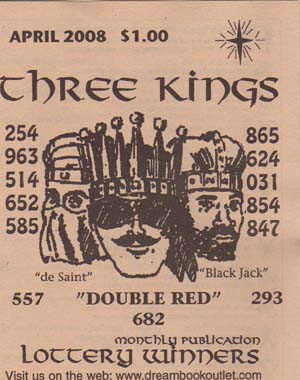 APRIL 2008 $1.00
THREE KINGS
254 865
963 624
514 031
652 854
585 847
"de Saint" "Black Jack"
557 "DOUBLE RED" 293
682
MONTHLY PUBLICATION
LOTTERY WINNERS
Visit us on the web: www.dreambookoutlet.com